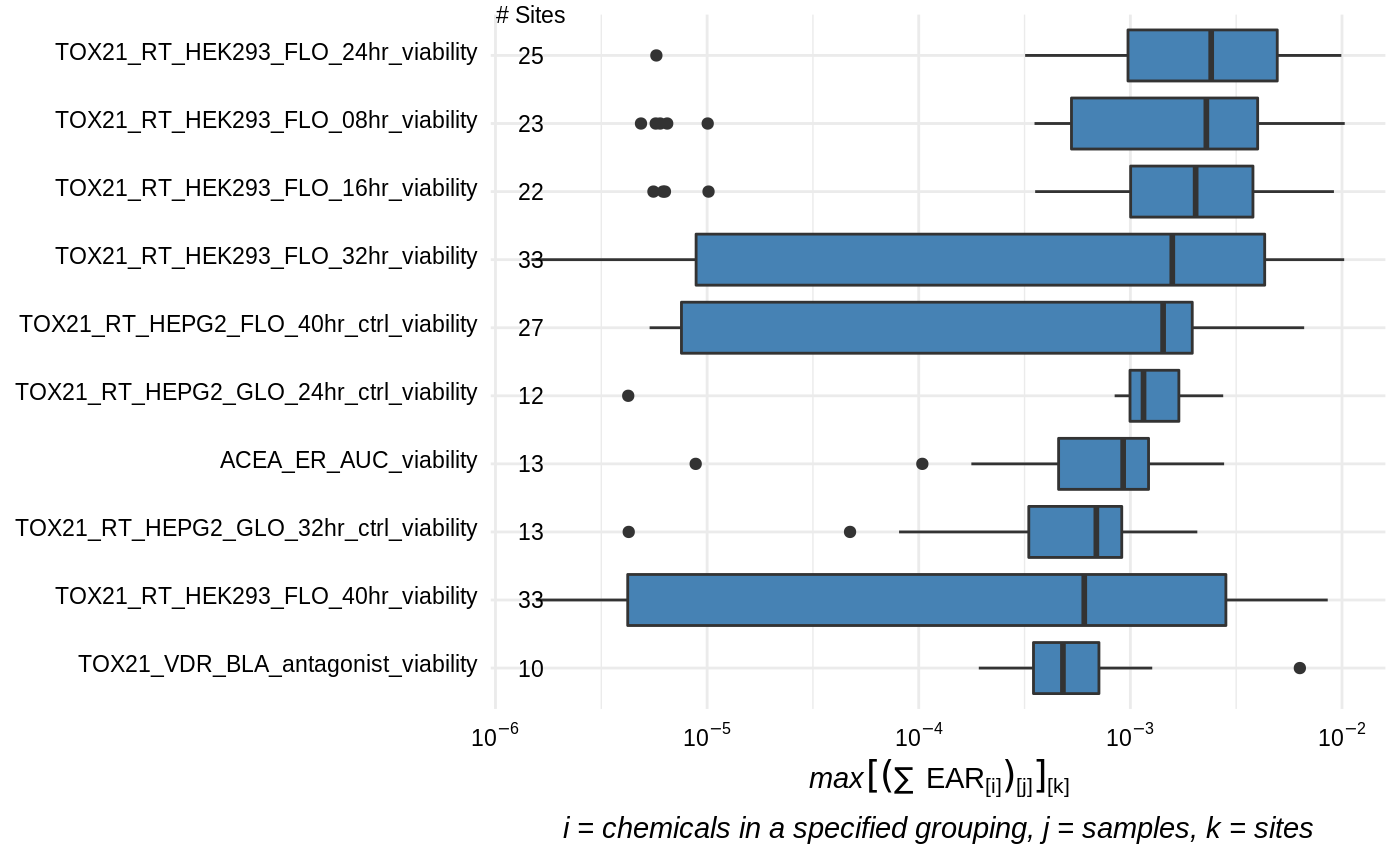 # Sites
TOX21_RT_HEK293_FLO_24hr_viability 25
TOX21_RT_HEK293_FLO_08hr_viability 23
TOX21_RT_HEK293_FLO_16hr_viability 22
TOX21_RT_HEK293_FLO_32hr_viability 33
TOX21_RT_HEPG2_FLO_40hr_ctrl_viability 27
TOX21_RT_HEPG2_GLO_24hr_ctrl_viability 12
ACEA_ER_AUC_viability 13
TOX21_RT_HEPG2_GLO_32hr_ctrl_viability 13
TOX21_RT_HEK293_FLO_40hr_viability 33
TOX21_VDR_BLA_antagonist_viability 10
10⁻⁶ 10⁻⁵ 10⁻⁴ 10⁻³ 10⁻²
max[(∑ EAR[i])[j]][k]
i = chemicals in a specified grouping, j = samples, k = sites